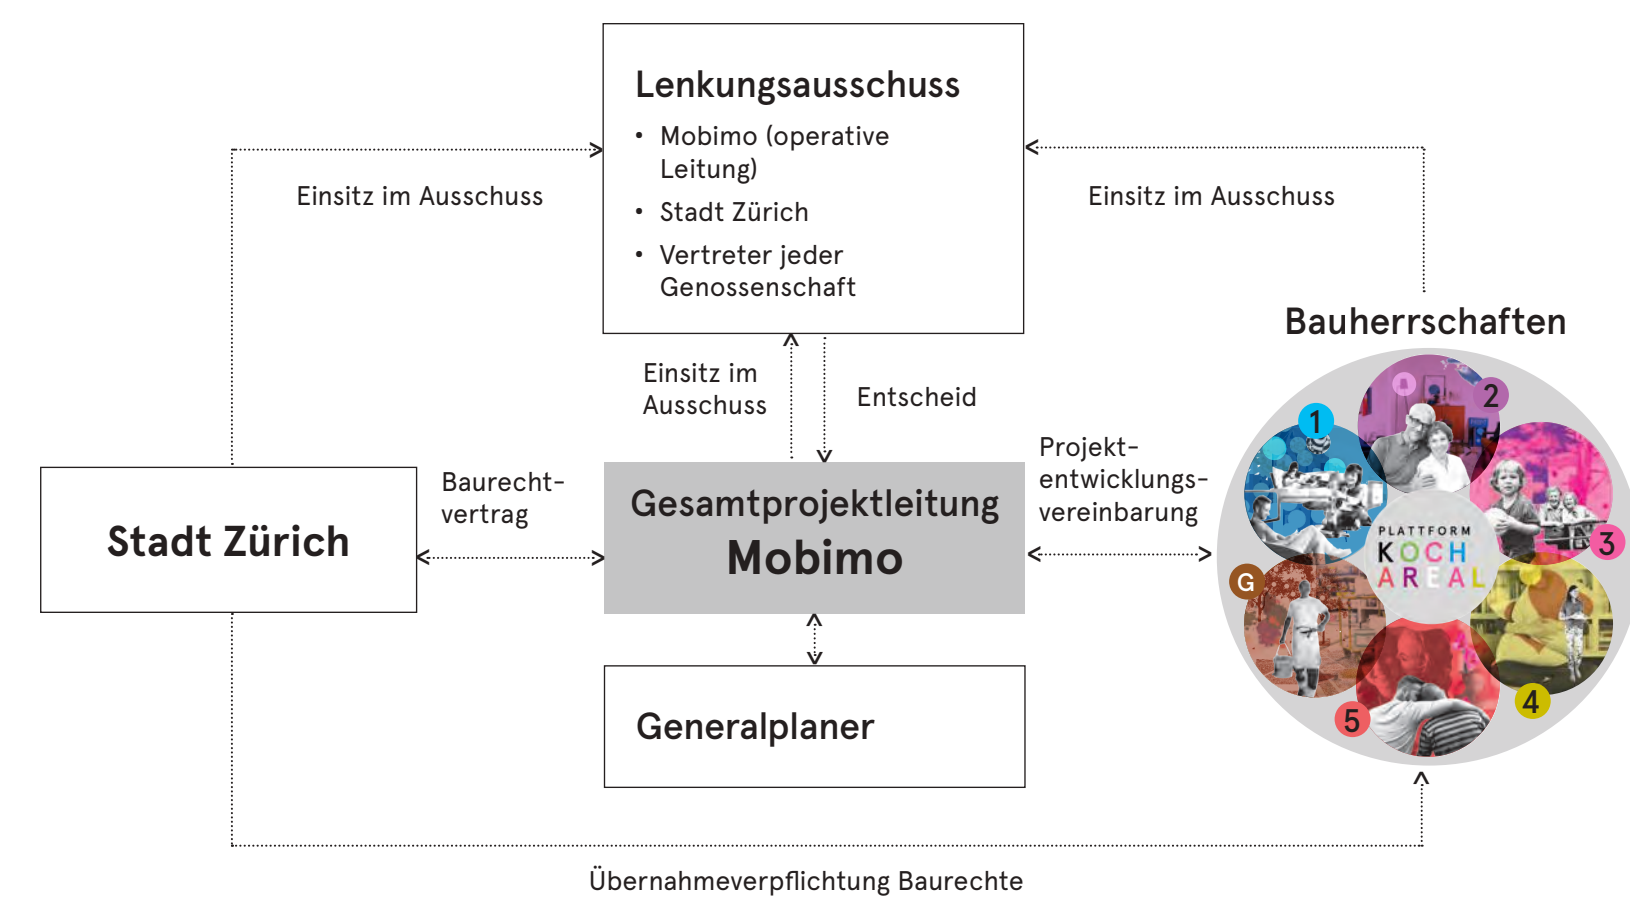 Lenkungsausschuss
• Mobimo (operative
Leitung)
• Stadt Zürich
• Vertreter jeder
Genossenschaft
Einsitz im Ausschuss
Einsitz im Ausschuss
Bauherrschaften
Einsitz im
Ausschuss
Entscheid
Stadt Zürich
Baurecht-
vertrag
Gesamtprojektleitung
Mobimo
Projekt-
entwicklungs-
vereinbarung
1
2
3
PLATTFORM
KOCH
AREAL
G
4
5
Generalplaner
Übernahmeverpflichtung Baurechte